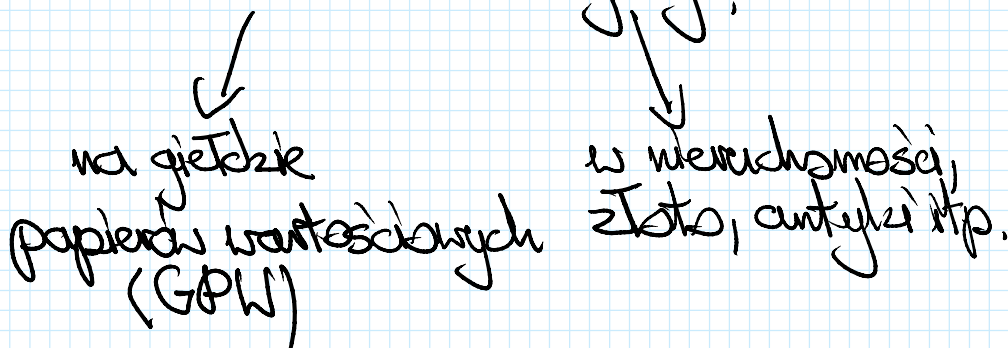 na giełdzie
papierów wartościowych
(GPW)
w nieruchomości,
złoto, antyki itp.